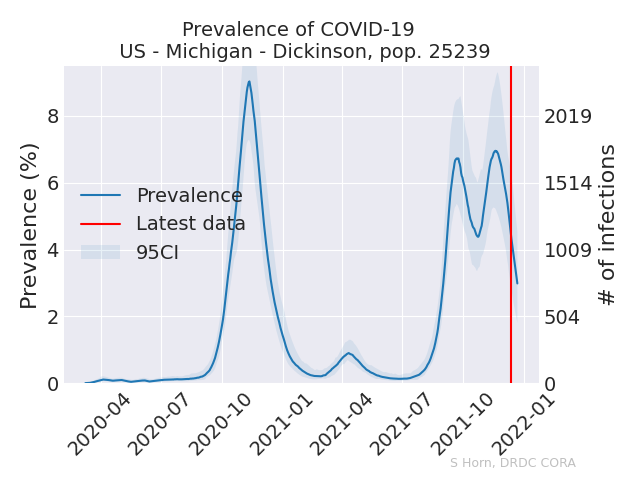 Prevalence of COVID-19
US - Michigan - Dickinson, pop. 25239
Prevalence (%)
8
6
4
2
0
2019
1514
1009
504
0
# of infections
Prevalence
Latest data
95CI
2020-04
2020-07
2020-10
2021-01
2021-04
2021-07
2021-10
2022-01
S Horn, DRDC CORA